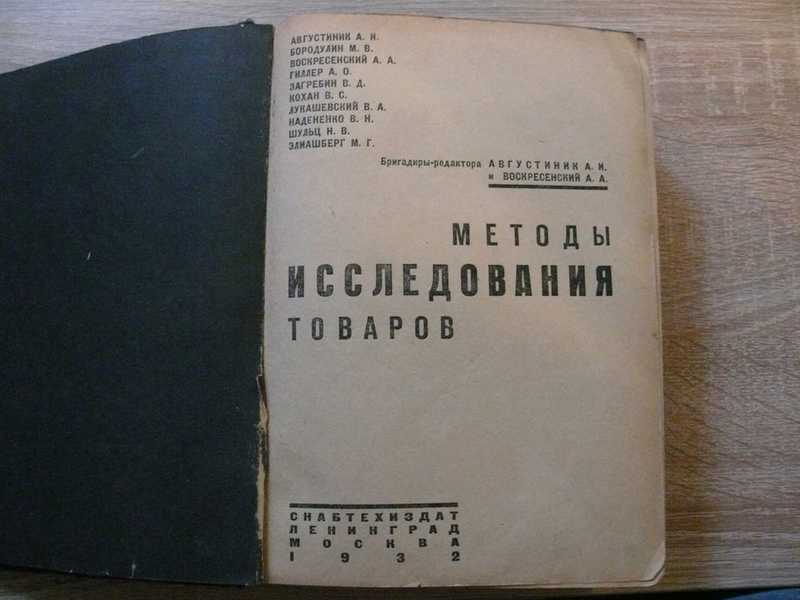 АВГУСТИНИК А. И.
БОРОДУЛИН М. В.
ВОСКРЕСЕНСКИЙ А. А.
ГИЛЛЕР А. О.
ЗАГРЕБИН В. Д.
КОХАН В. С.
ЛУКАШЕВСКИЙ В. А.
НАДЕНЕНКО В. Н.
ШУЛЬЦ Н. В.
ЭЛИАШБЕРГ М. Г.
Бригадиры-редактора АВГУСТИНИК А. И.
и ВОСКРЕСЕНСКИЙ А. А.
МЕТОДЫ
ИССЛЕДОВАНИЯ
ТОВАРОВ
СНАБТЕХИЗДАТ
ЛЕНИНГРАД
МОСКВА
1932